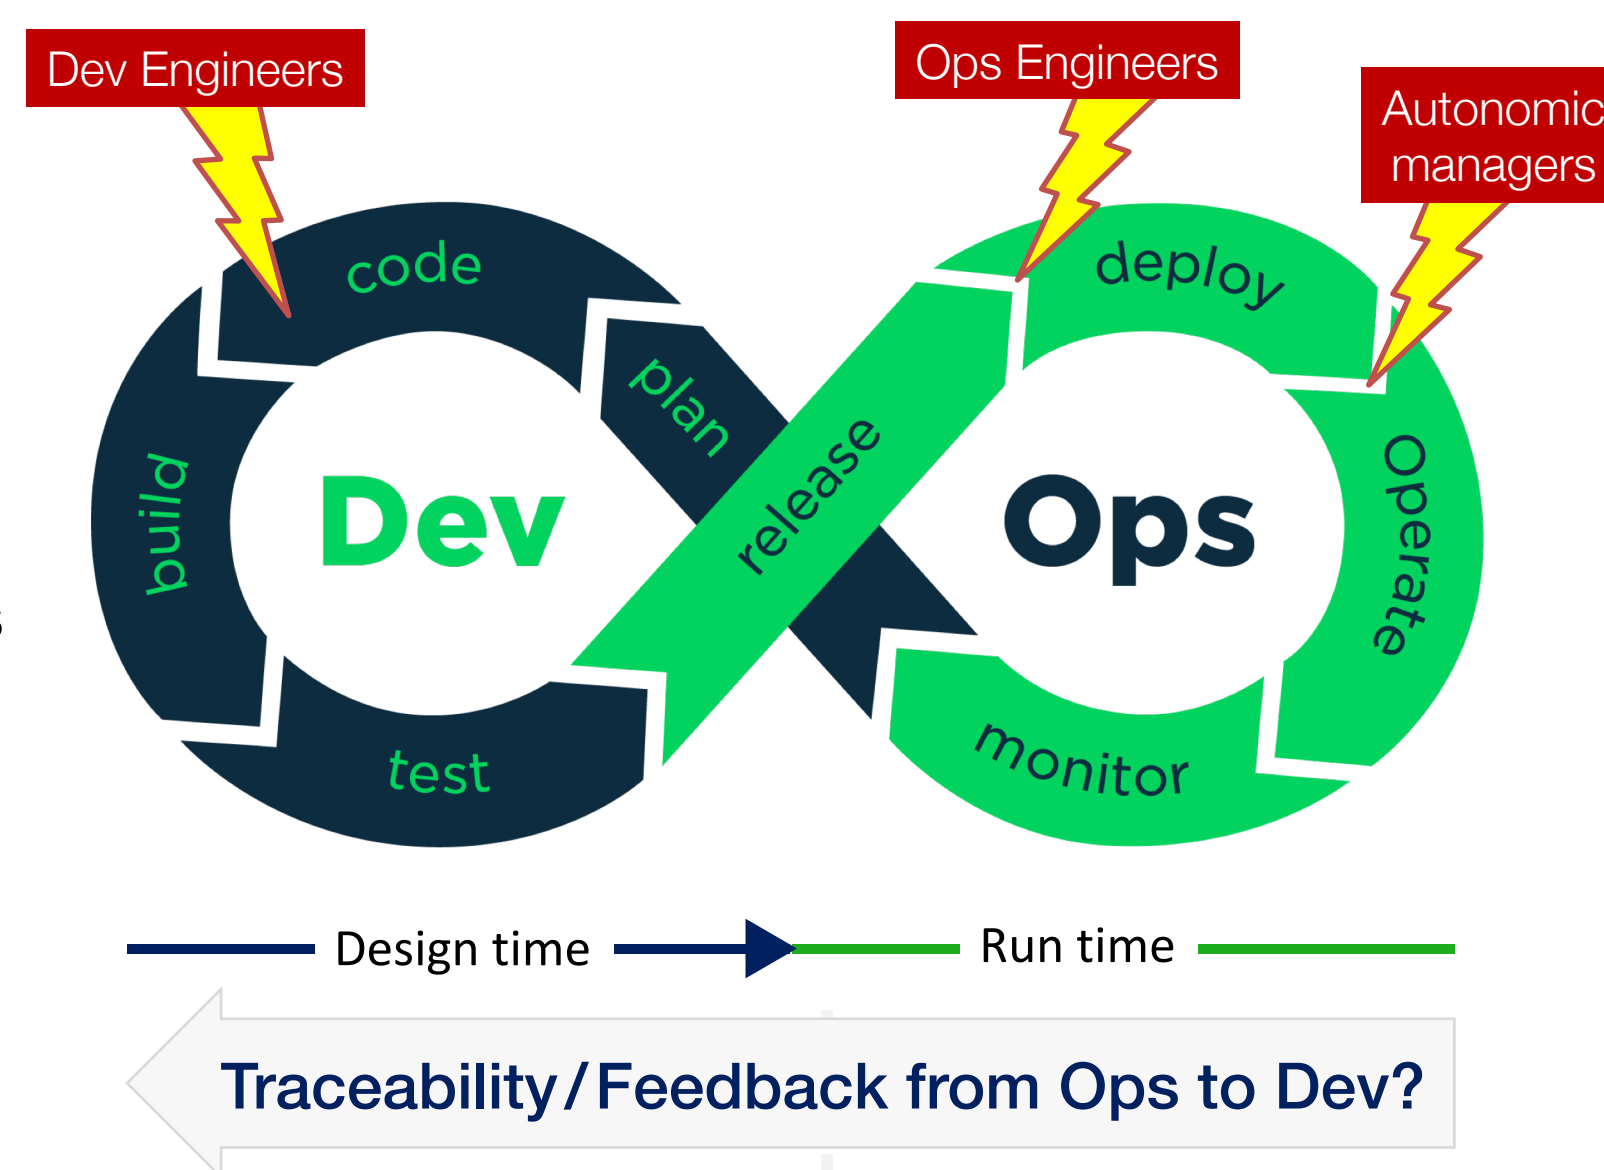 Dev Engineers
Ops Engineers
Autonomic
managers
code
deploy
plan
release
build
Dev
Ops
Operate
s
test
monitor
Design time
Run time
Traceability/Feedback from Ops to Dev?